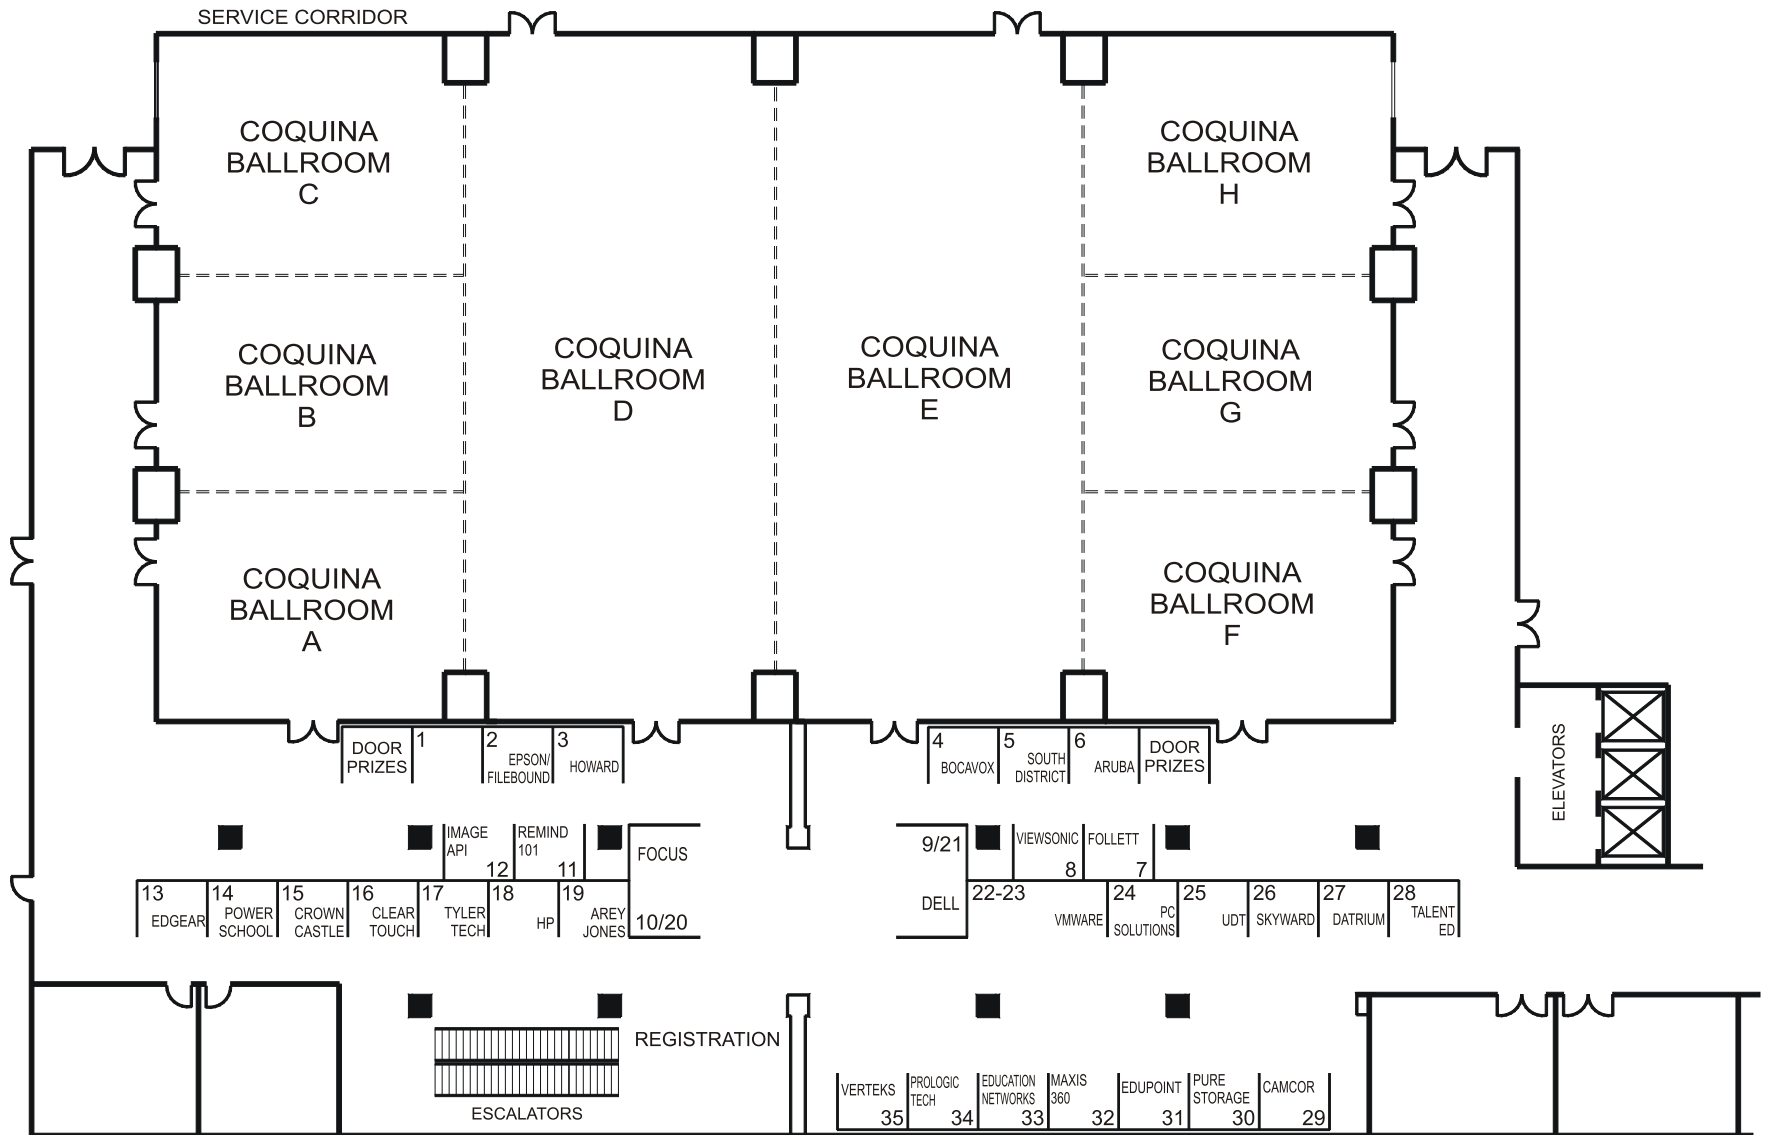 SERVICE CORRIDOR
COQUINA
BALLROOM
C
COQUINA
BALLROOM
H
COQUINA
BALLROOM
B
COQUINA
BALLROOM
D
COQUINA
BALLROOM
E
COQUINA
BALLROOM
G
COQUINA
BALLROOM
A
COQUINA
BALLROOM
F
DOOR
PRIZES
1
2
EPSON/
FILEBOUND
3
HOWARD
4
BOCAVOX
5
SOUTH
DISTRICT
6
ARUBA
DOOR
PRIZES
ELEVATORS
IMAGE
API
12
REMIND
101
11
FOCUS
10/20
9/21
DELL
VIEWSONIC
8
FOLLETT
7
13
EDGEAR
14
POWER
SCHOOL
15
CROWN
CASTLE
16
CLEAR
TOUCH
17
TYLER
TECH
18
HP
19
AREY
JONES
22-23
VMWARE
24
PC
SOLUTIONS
25
UDT
26
SKYWARD
27
DATRIUM
28
TALENT
ED
REGISTRATION
ESCALATORS
VERTEKS
35
PROLOGIC
TECH
34
EDUCATION
NETWORKS
33
MAXIS
360
32
EDUPOINT
31
PURE
STORAGE
30
CAMCOR
29